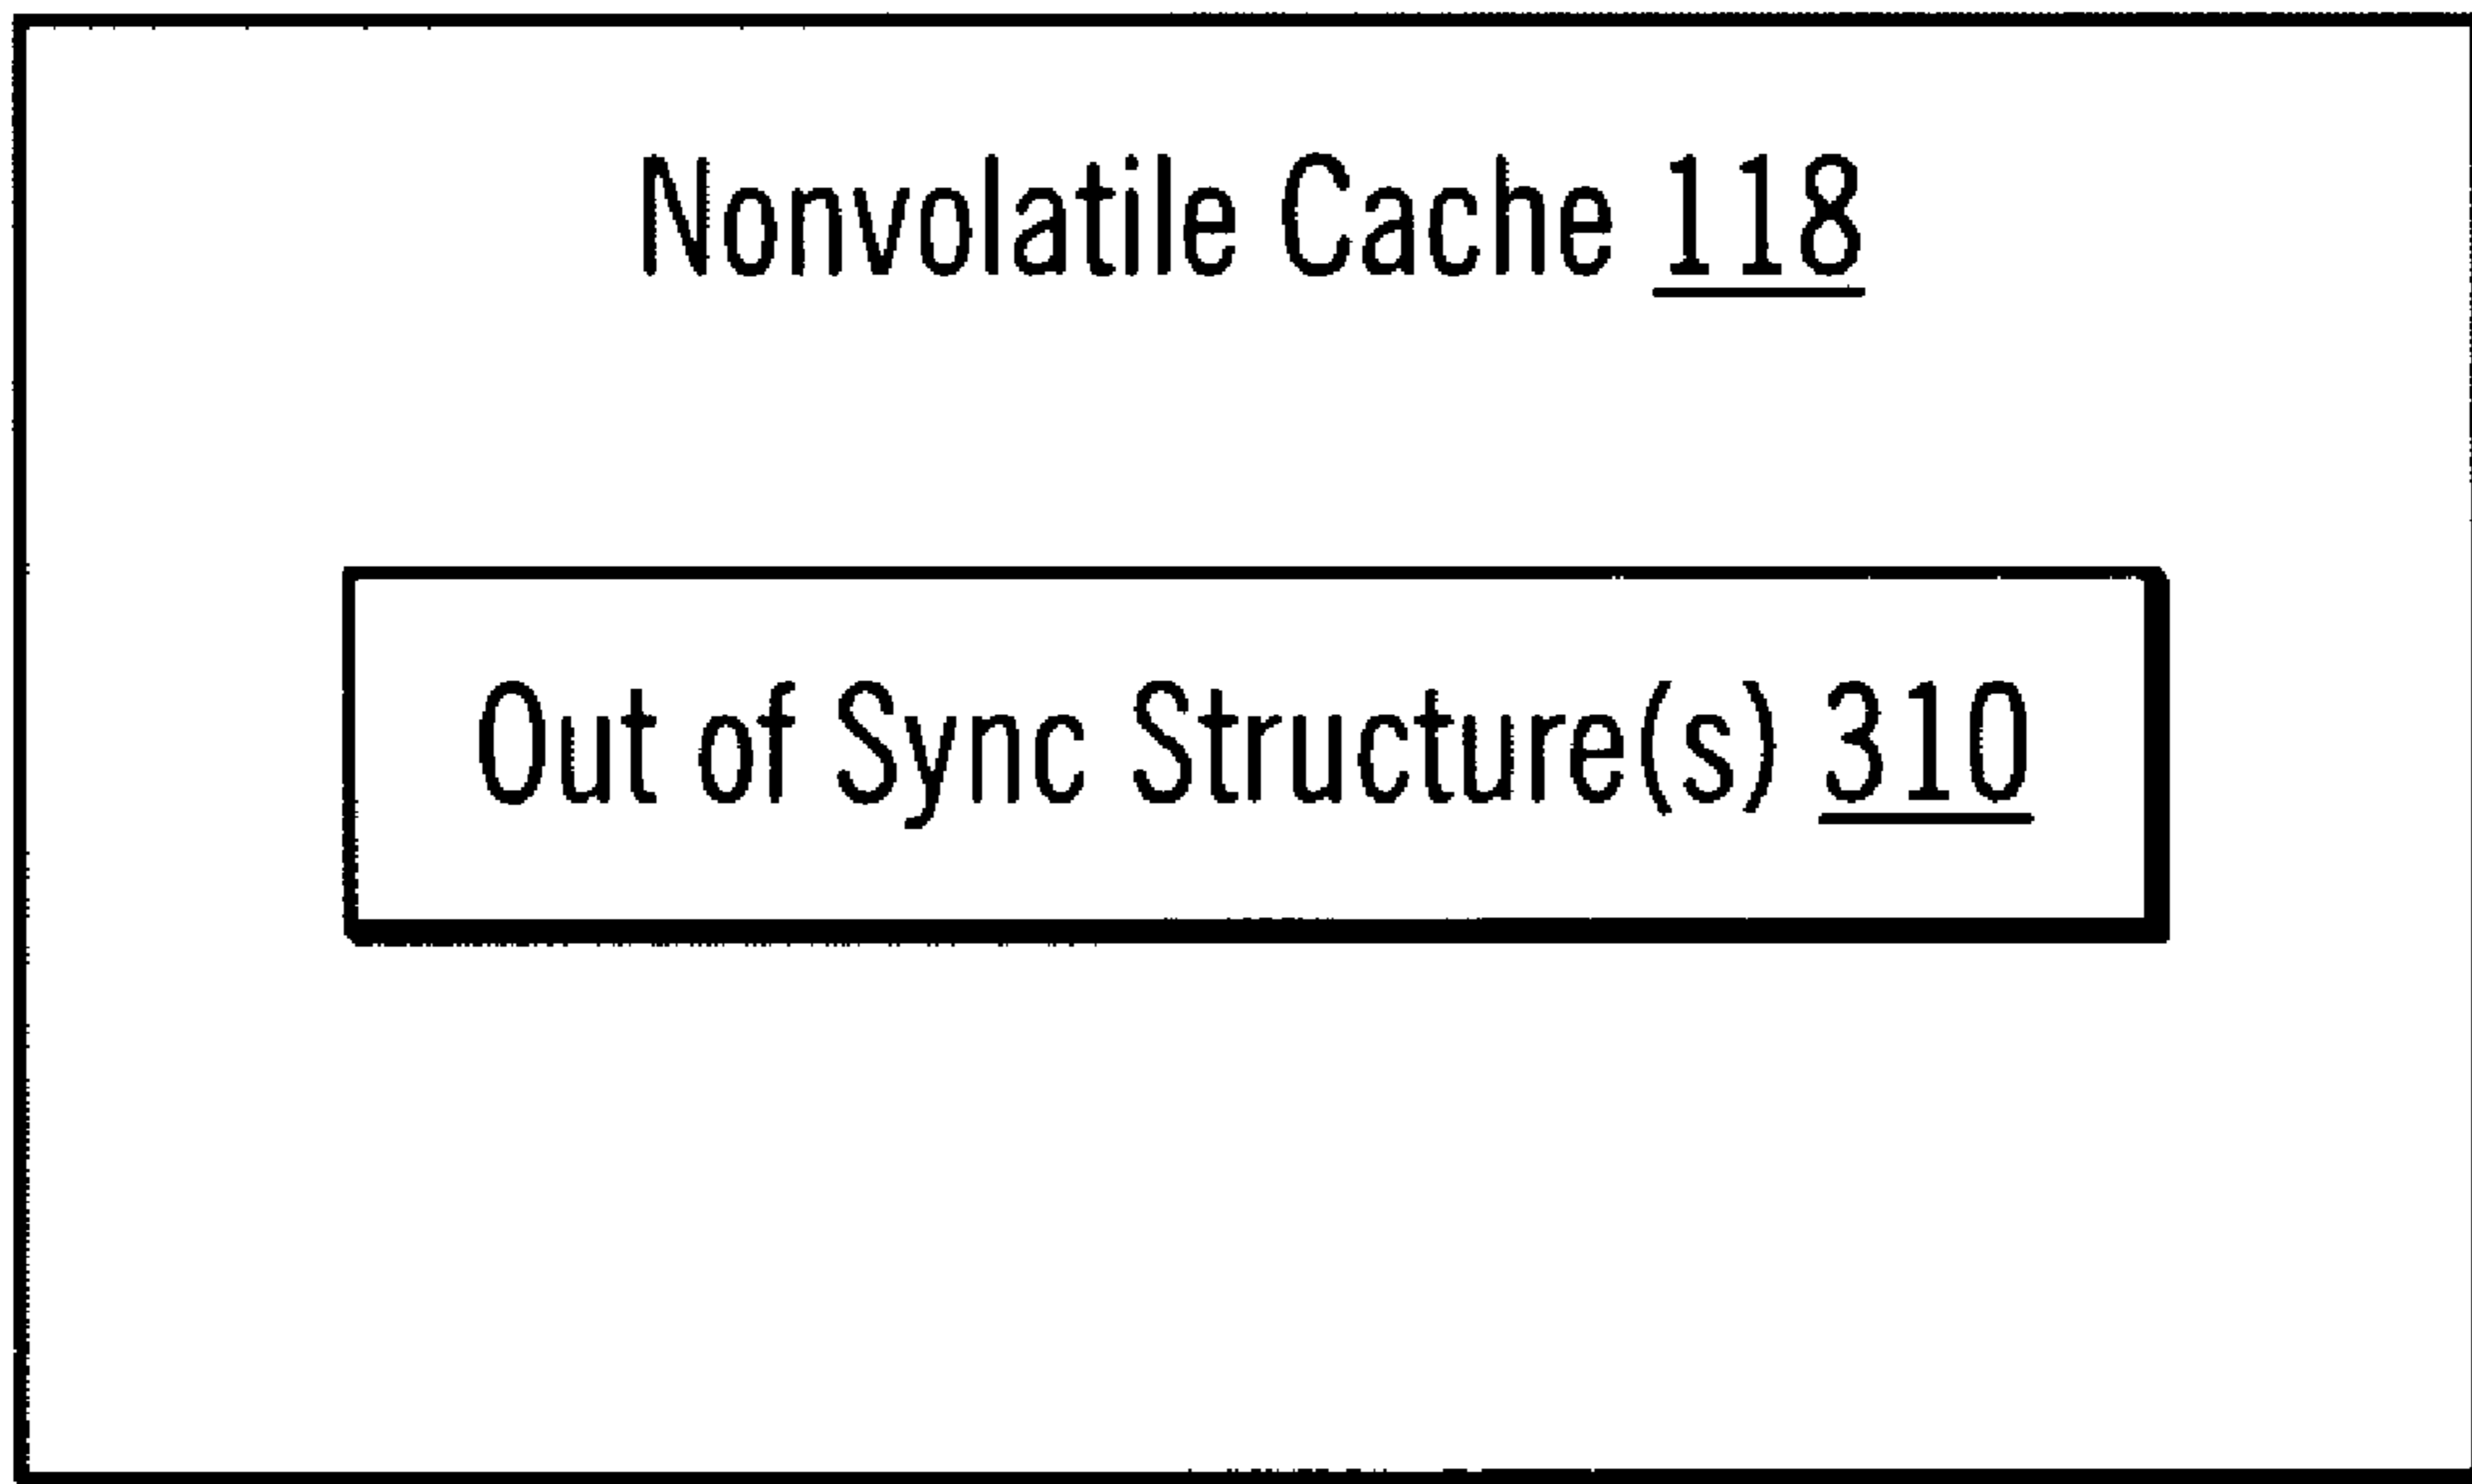 Nonvolatile Cache 118
Out of Sync Structure(s) 310